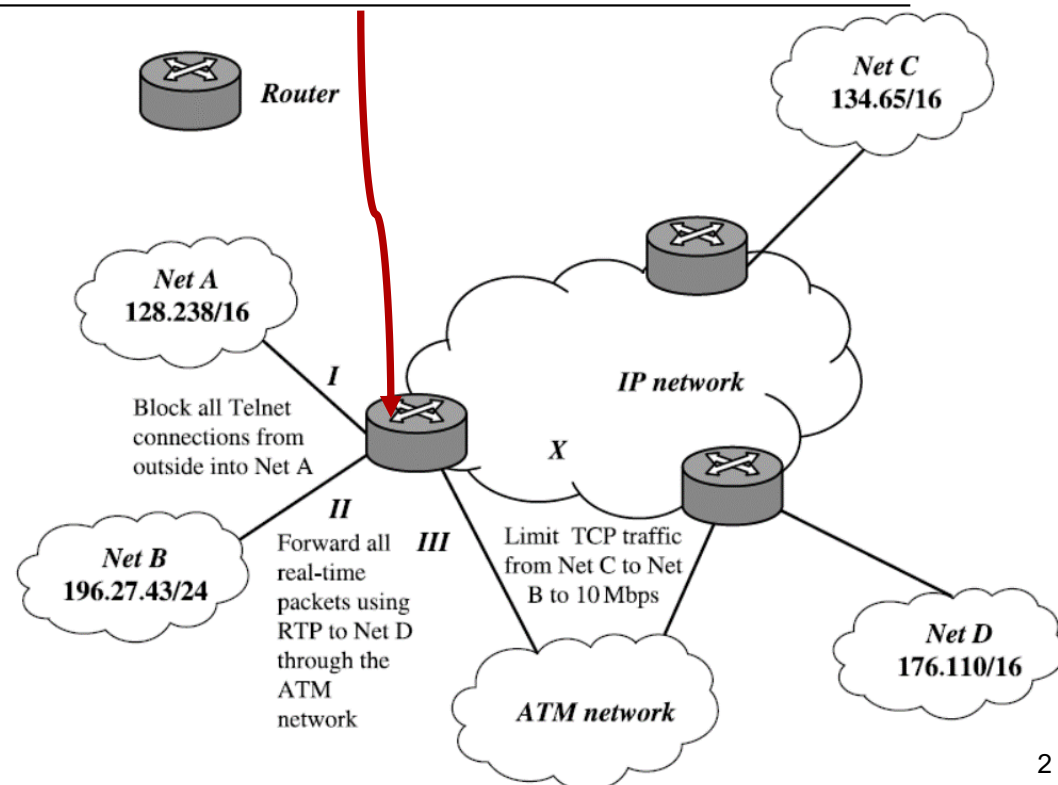 Router
Net C
134.65/16
Net A
128.238/16
I
Block all Telnet
connections from
outside into Net A
IP network
X
II
III
Forward all
real-time
packets using
RTP to Net D
through the
ATM
network
Limit TCP traffic
from Net C to Net
B to 10 Mbps
Net B
196.27.43/24
Net D
176.110/16
ATM network
2